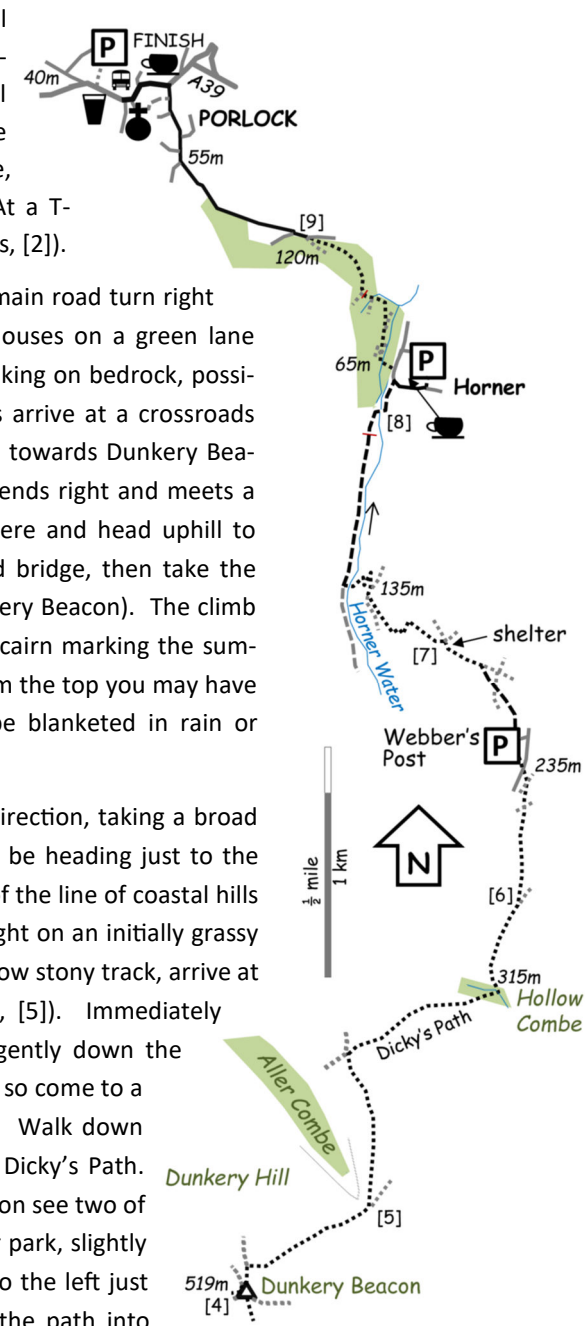 l
-
l
e
e,
At a T-
s, [2]).
main road turn right
ouses on a green lane
king on bedrock, possi-
s arrive at a crossroads
towards Dunkery Bea-
ends right and meets a
ere and head uphill to
d bridge, then take the
ery Beacon). The climb
cairn marking the sum-
m the top you may have
be blanketed in rain or
direction, taking a broad
be heading just to the
of the line of coastal hills
ght on an initially grassy
ow stony track, arrive at
, [5]). Immediately
gently down the
so come to a
Walk down
Dicky's Path.
on see two of
r park, slightly
o the left just
the path into
P
FINISH
40m
A39
PORLOCK
55m
[9]
120m
65m
P
Horner
[8]
135m
Horner Water
shelter
[7]
Webber's
Post
P
235m
½ mile
1 km
N
[6]
315m
Hollow
Combe
Dicky's Path
Aller Combe
Dunkery Hill
[5]
519m
[4]
Dunkery Beacon